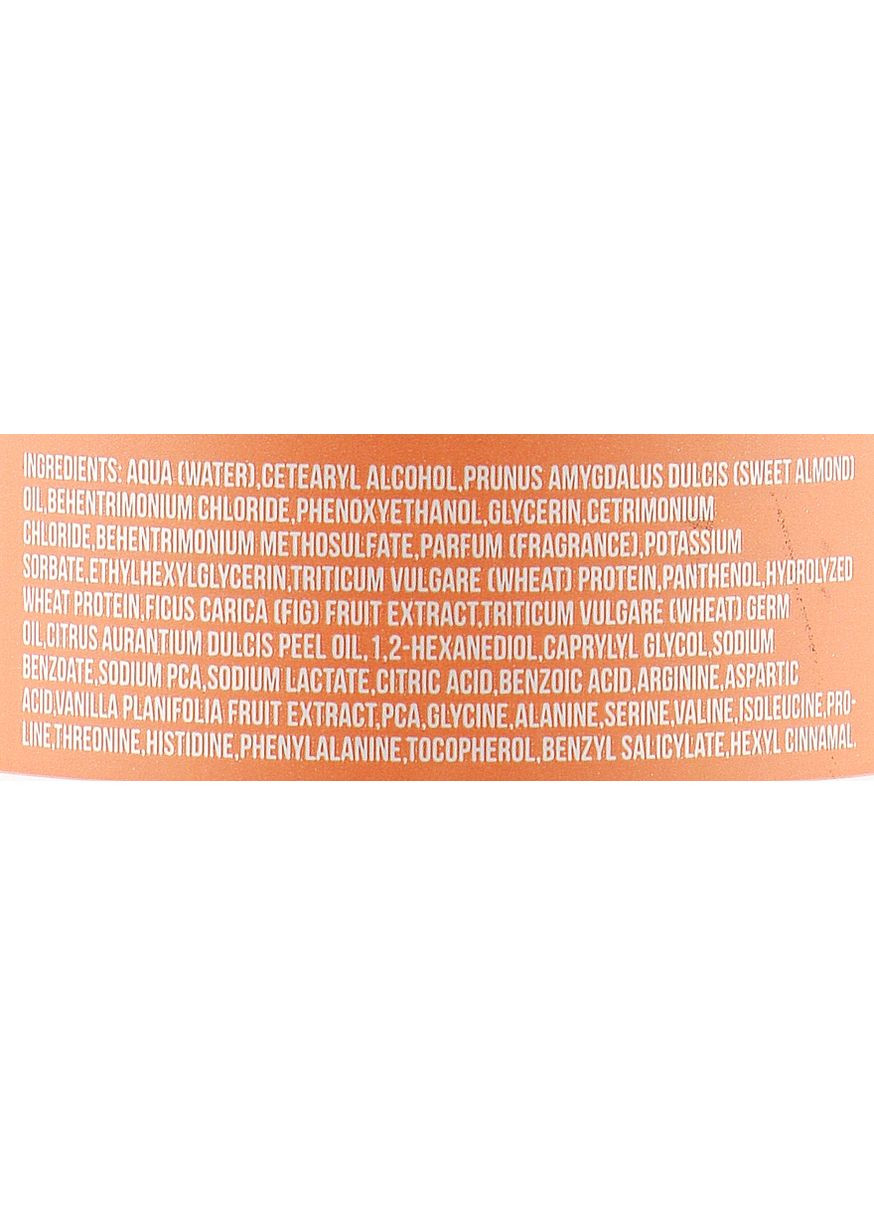 INGREDIENTS: AQUA (WATER),CETEARYL ALCOHOL,PRUNUS AMYGDALUS DULCIS (SWEET ALMOND)
OIL,BEHENTRIMONIUM CHLORIDE,PHENOXYETHANOL,GLYCERIN,CETRIMONIUM
CHLORIDE,BEHENTRIMONIUM METHOSULFATE,PARFUM (FRAGRANCE),POTASSIUM
SORBATE,ETHYLHEXYLGLYCERIN,TRITICUM VULGARE (WHEAT) PROTEIN,PANTHENOL,HYDROLYZED
WHEAT PROTEIN,FICUS CARICA (FIG) FRUIT EXTRACT,TRITICUM VULGARE (WHEAT) GERM
OIL,CITRUS AURANTIUM DULCIS PEEL OIL,1,2-HEXANEDIOL,CAPRYLYL GLYCOL,SODIUM
BENZOATE,SODIUM PCA,SODIUM LACTATE,CITRIC ACID,BENZOIC ACID,ARGININE,ASPARTIC
ACID,VANILLA PLANIFOLIA FRUIT EXTRACT,PCA,GLYCINE,ALANINE,SERINE,VALINE,ISOLEUCINE,PRO-
LINE,THREONINE,HISTIDINE,PHENYLALANINE,TOCOPHEROL,BENZYL SALICYLATE,HEXYL CINNAMAL.